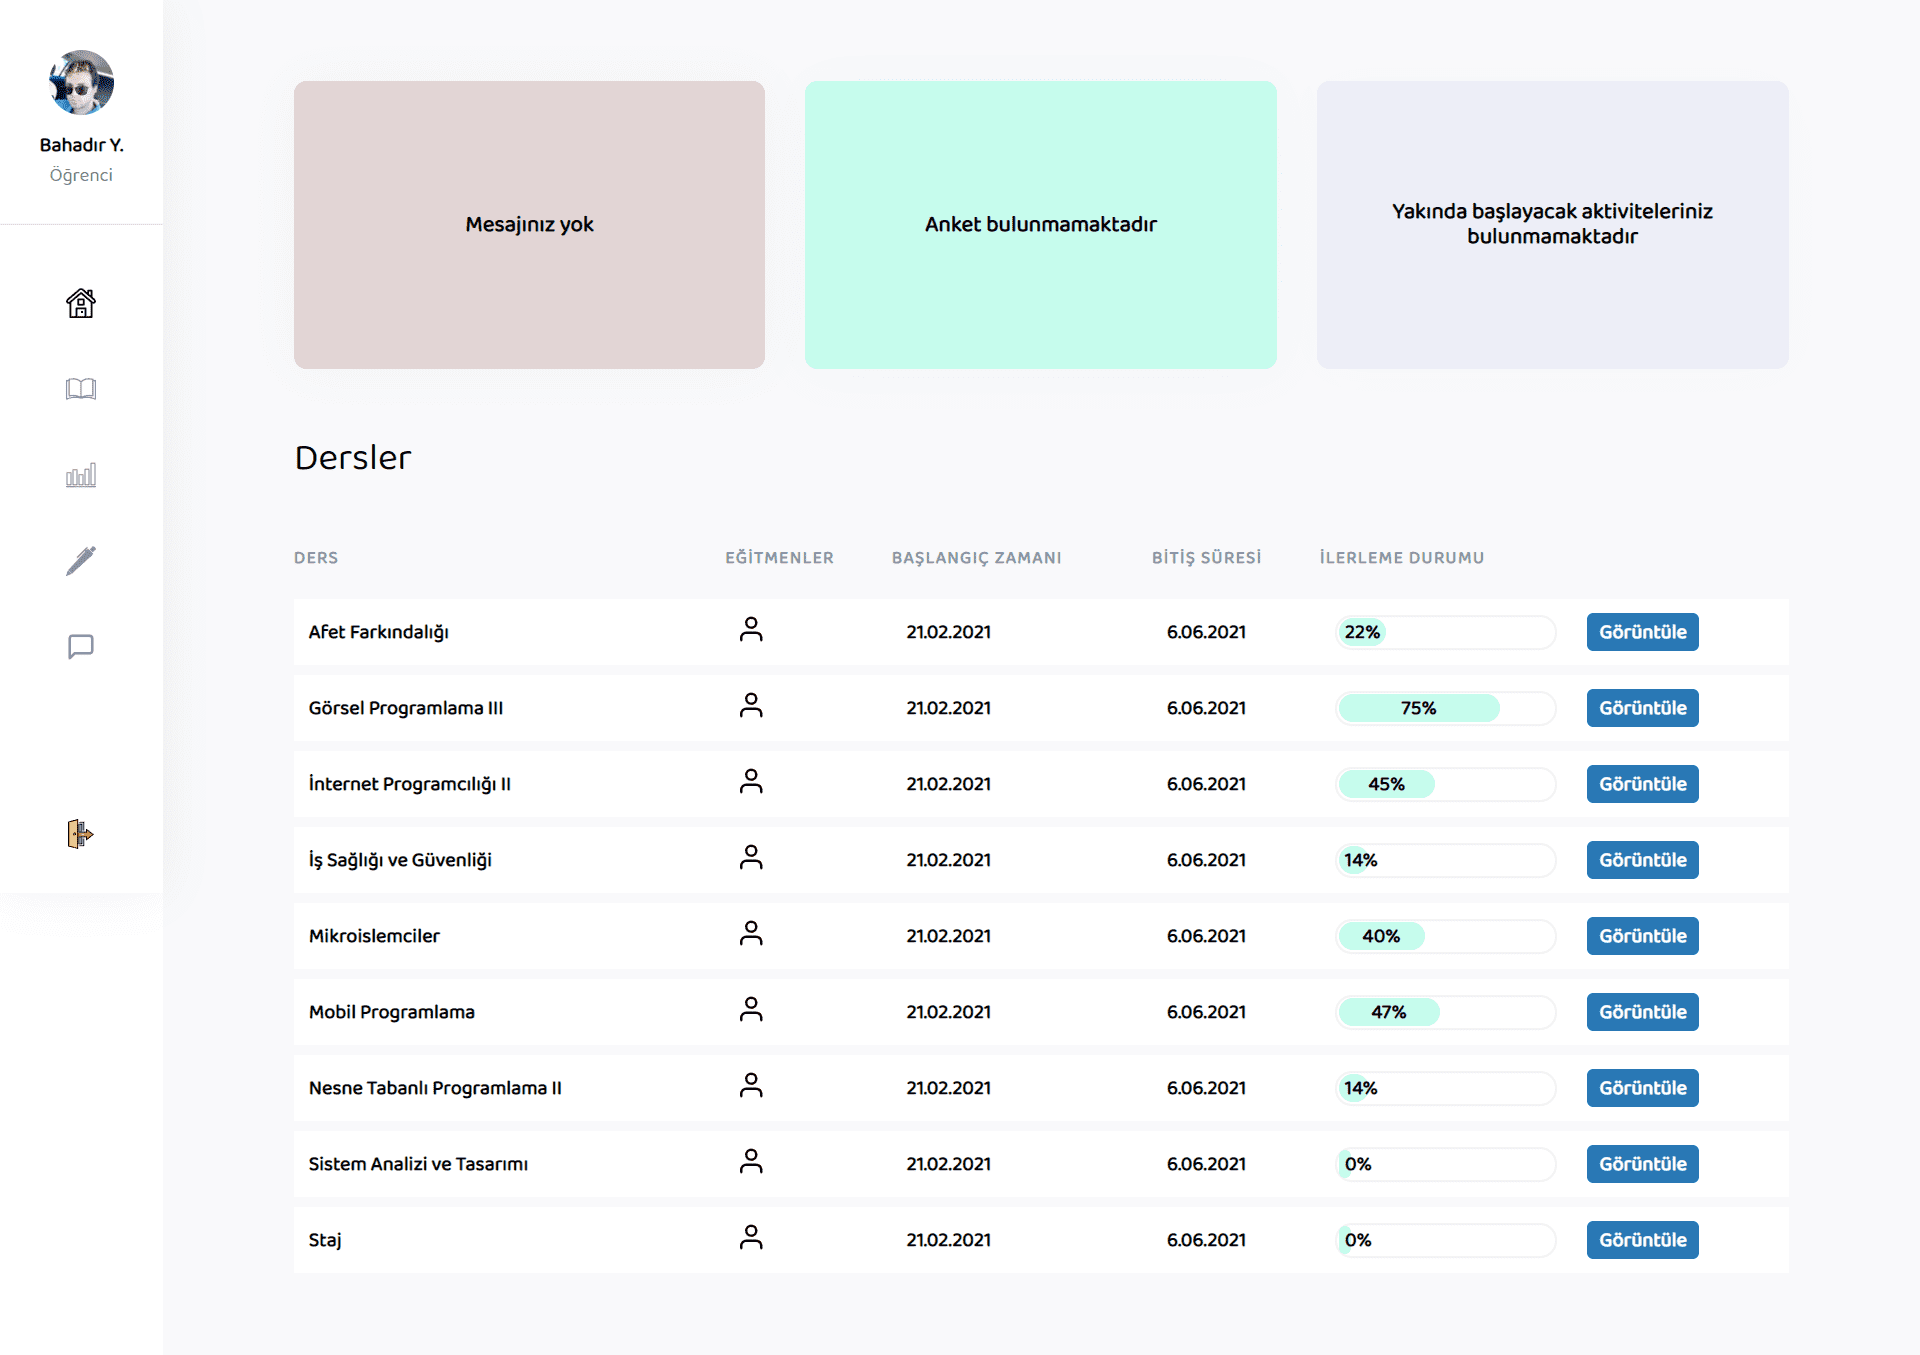 Bahadır Y.
Öğrenci
Mesajınız yok
Anket bulunmamaktadır
Yakında başlayacak aktiviteleriniz
bulunmamaktadır
Dersler
DERS EĞİTMENLER BAŞLANGIÇ ZAMANI BİTİŞ SÜRESİ İLERLEME DURUMU
Afet Farkındalığı 21.02.2021 6.06.2021 22% Görüntüle
Görsel Programlama III 21.02.2021 6.06.2021 75% Görüntüle
İnternet Programcılığı II 21.02.2021 6.06.2021 45% Görüntüle
İş Sağlığı ve Güvenliği 21.02.2021 6.06.2021 14% Görüntüle
Mikroislemciler 21.02.2021 6.06.2021 40% Görüntüle
Mobil Programlama 21.02.2021 6.06.2021 47% Görüntüle
Nesne Tabanlı Programlama II 21.02.2021 6.06.2021 14% Görüntüle
Sistem Analizi ve Tasarımı 21.02.2021 6.06.2021 0% Görüntüle
Staj 21.02.2021 6.06.2021 0% Görüntüle